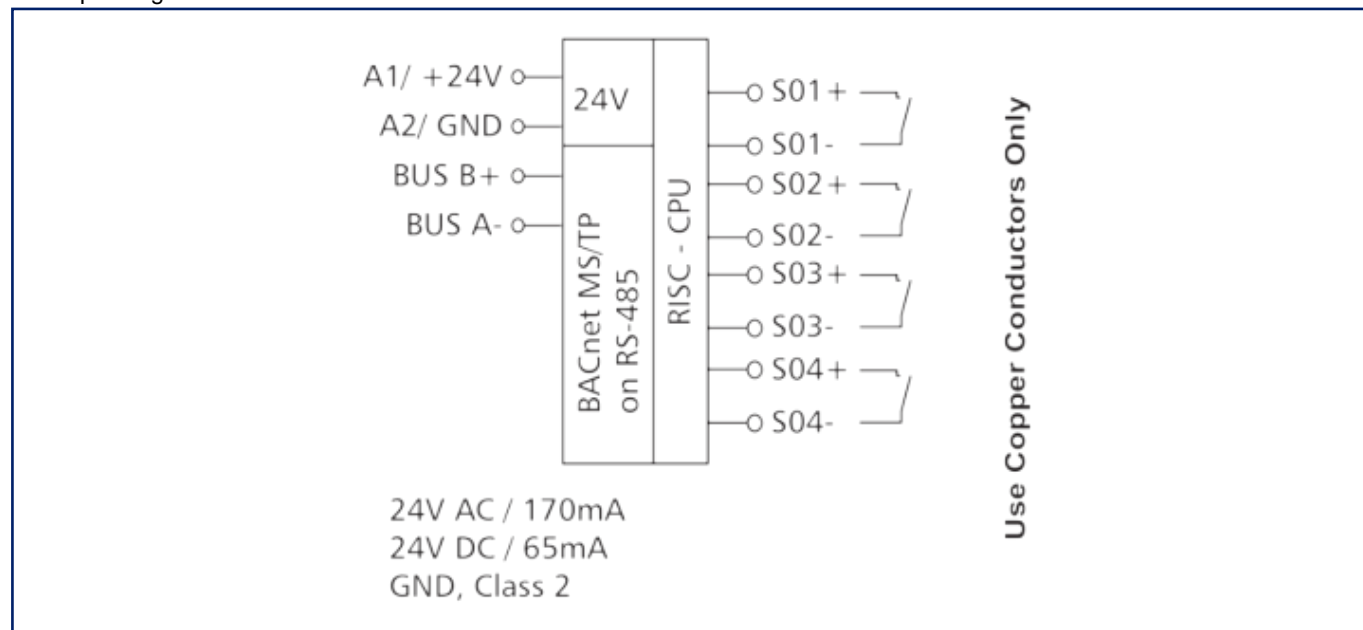 A1/ +24V
A2/ GND
BUS B+
BUS A-
24V
BACnet MS/TP
on RS-485
RISC - CPU
S01+
S01-
S02+
S02-
S03+
S03-
S04+
S04-
Use Copper Conductors Only
24V AC / 170mA
24V DC / 65mA
GND, Class 2